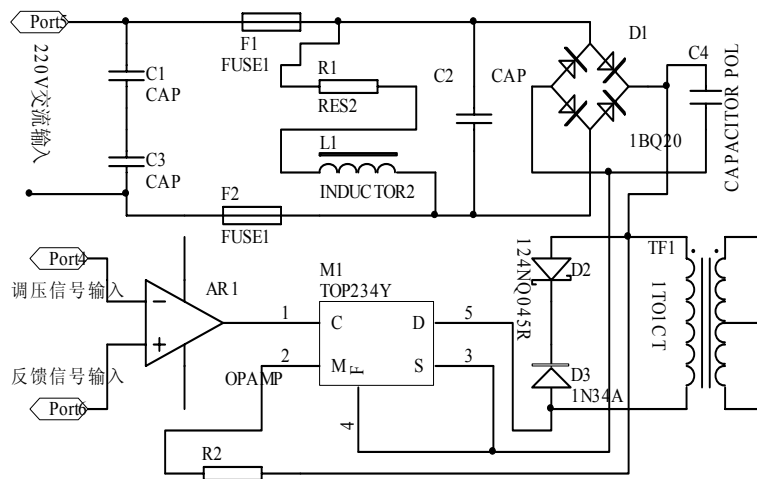 Port5
F1
FUSE1
D1
C4
C1
CAP
R1
RES2
C2
CAP
220V交流输入
C3
CAP
L1
INDUCTOR2
1BQ20
CAPACITOR POL
F2
FUSE1
Port4
调压信号输入
AR1
M1
TOP234Y
124NQ045R
D2
TF1
1TO1CT
1
C
D
5
2
M
F
S
3
反馈信号输入
OPAMP
D3
1N34A
Port6
4
R2